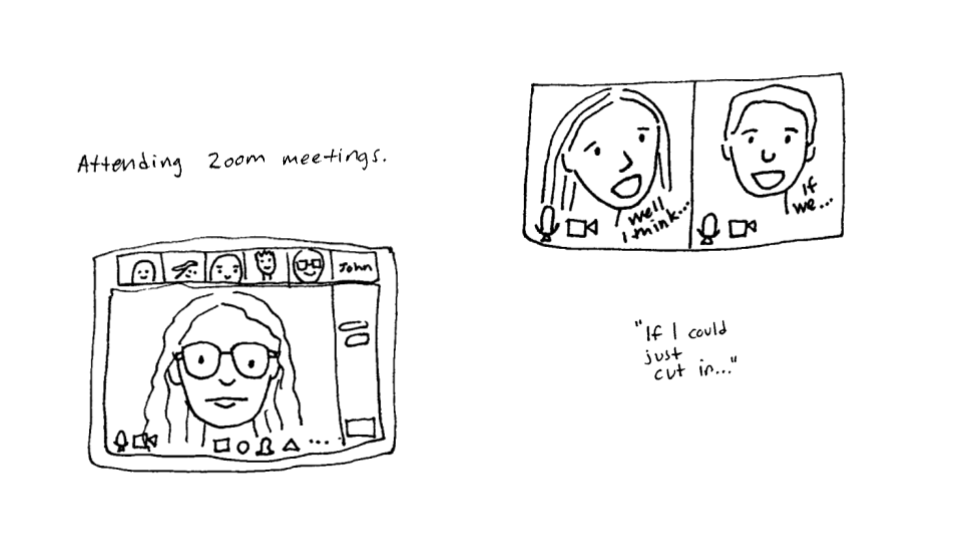 Attending zoom meetings.
John
well
I think...
If
we...
"If I could
just
cut in..."